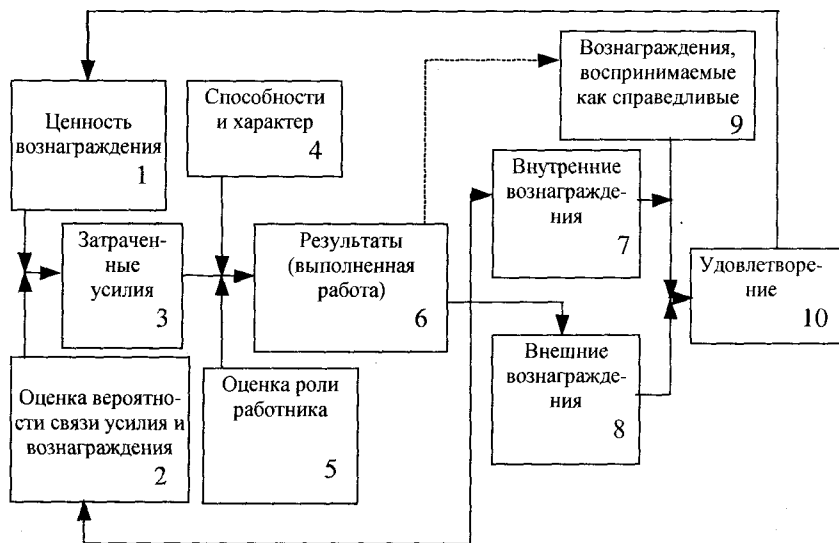 Ценность
вознаграждения
1
Затрачен-
ные
усилия
3
Оценка вероятно-
сти связи усилия и
вознаграждения
2
Способности
и характер
4
Оценка роли
работника
5
Результаты
(выполненная
работа)
6
Внутренние
вознагражде-
ния
7
Внешние
вознагражде-
ния
8
Вознаграждения,
воспринимаемые
как справедливые
9
Удовлетворе-
ние
10